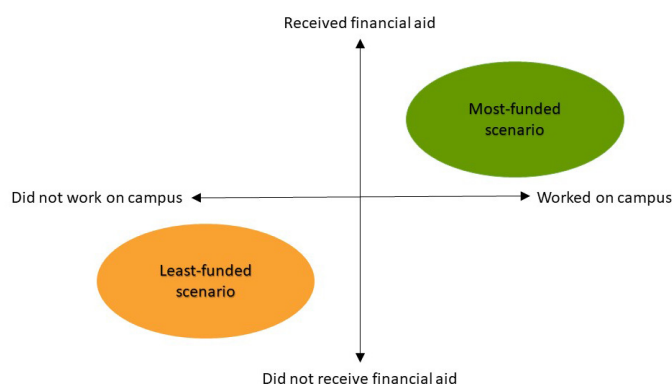 Received financial aid
Most-funded
scenario
Did not work on campus
Worked on campus
Least-funded
scenario
Did not receive financial aid